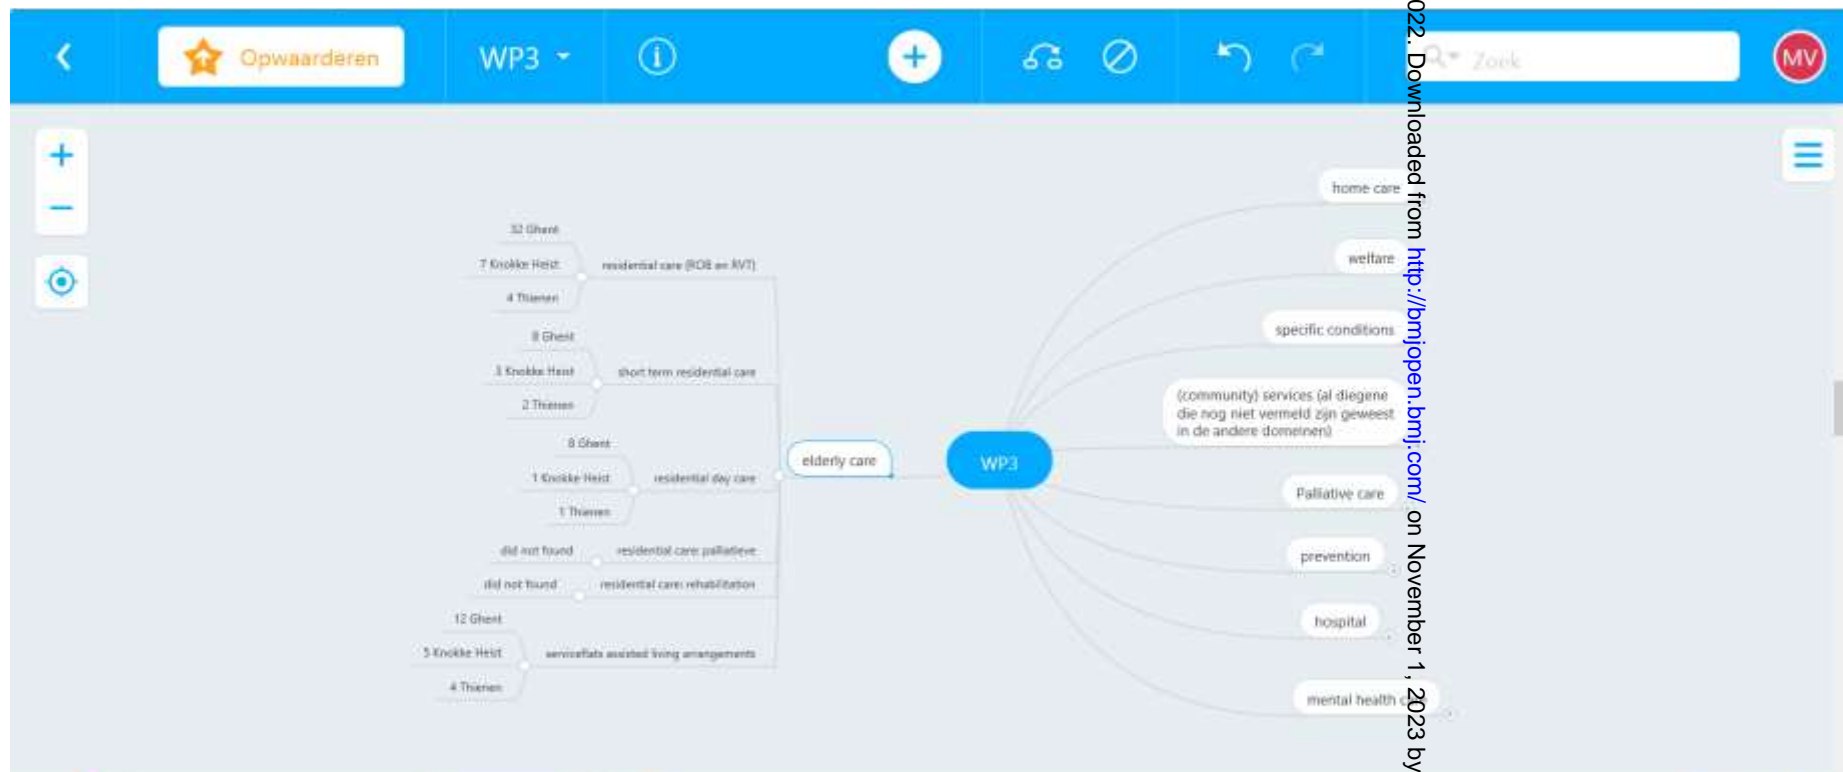 Opwaarderen
WP3
Zoek
MV
32 Ghent
7 Knokke Heist
4 Thienen
residential care (ROB en RVT)
8 Ghent
3 Knokke Heist
2 Thienen
short term residential care
8 Ghent
1 Knokke Heist
1 Thienen
residential day care
did not found
residential care: palliatieve
did not found
residential care: rehabilitation
12 Ghent
5 Knokke Heist
4 Thienen
serviceflats assisted living arrangements
elderly care
WP3
home care
welfare
specific conditions
(community) services (al diegene
die nog niet vermeld zijn geweest
in de andere domeinen)
Palliative care
prevention
hospital
mental health
022. Downloaded from http://bmjopen.bmj.com/ on November 1, 2023 by